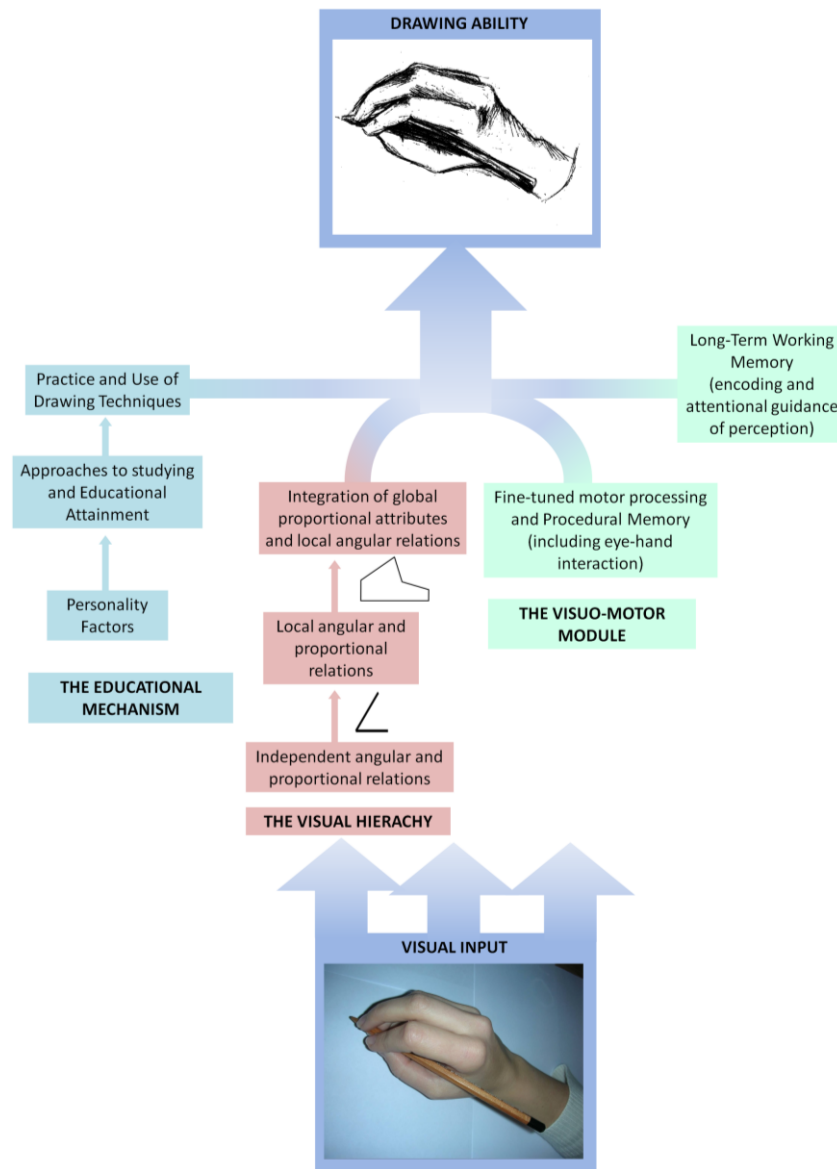 DRAWING ABILITY
Long-Term Working
Memory
(encoding and
attentional guidance
of perception)
Practice and Use of
Drawing Techniques
Approaches to studying
and Educational
Attainment
Personality
Factors
THE EDUCATIONAL
MECHANISM
Integration of global
proportional attributes
and local angular relations
Local angular and
proportional
relations
Independent angular and
proportional relations
THE VISUAL HIERACHY
Fine-tuned motor processing
and Procedural Memory
(including eye-hand
interaction)
THE VISUO-MOTOR
MODULE
VISUAL INPUT